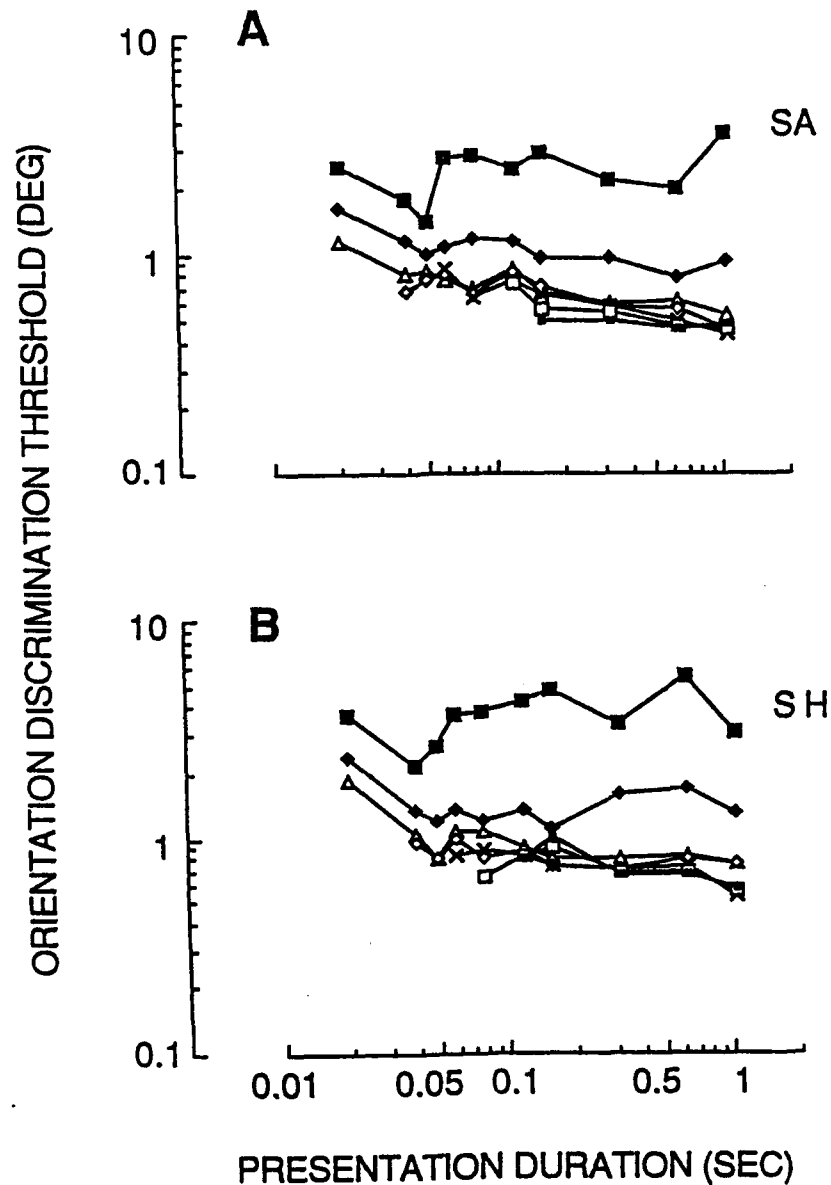 A
10
SA
1
0.1
ORIENTATION DISCRIMINATION THRESHOLD (DEG)
B
10
SH
1
0.1
0.01 0.05 0.1 0.5 1
PRESENTATION DURATION (SEC)